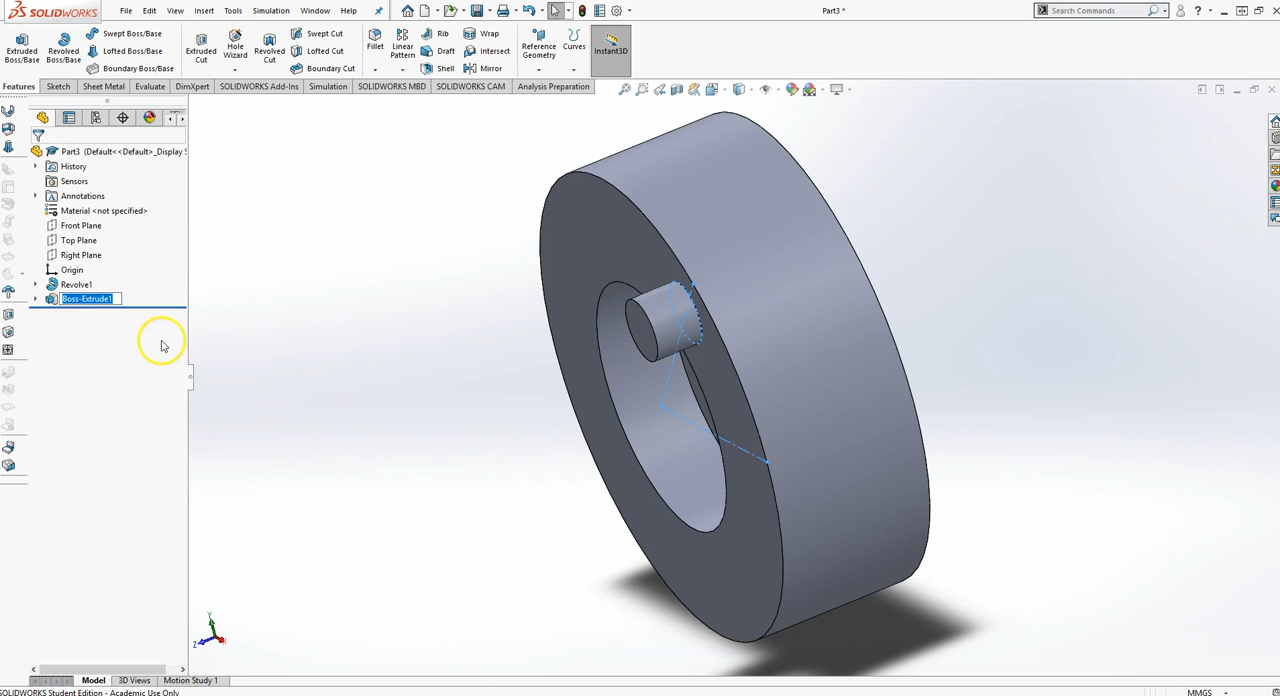 SOLIDWORKS
File Edit View Insert Tools Simulation Window Help
Part3 *
Search Commands
Extruded Boss/Base
Revolved Boss/Base
Swept Boss/Base
Lofted Boss/Base
Boundary Boss/Base
Extruded Cut
Hole Wizard
Revolved Cut
Swept Cut
Lofted Cut
Boundary Cut
Fillet
Linear Pattern
Rib
Draft
Shell
Wrap
Intersect
Mirror
Reference Geometry
Curves
Instant3D
Features Sketch Sheet Metal Evaluate DimXpert SOLIDWORKS Add-Ins Simulation SOLIDWORKS MBD SOLIDWORKS CAM Analysis Preparation
Part3 (Default<<Default>_Display S
History
Sensors
Annotations
Material <not specified>
Front Plane
Top Plane
Right Plane
Origin
Revolve1
Boss-Extrude1
Y
Z
X
Model 3D Views Motion Study 1
SOLIDWORKS Student Edition - Academic Use Only
MMGS